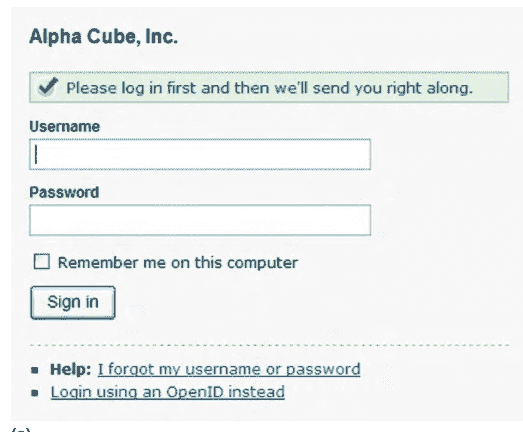 Alpha Cube, Inc.
Please log in first and then we'll send you right along.
Username
Password
Remember me on this computer
Sign in
Help: I forgot my username or password
Login using an OpenID instead